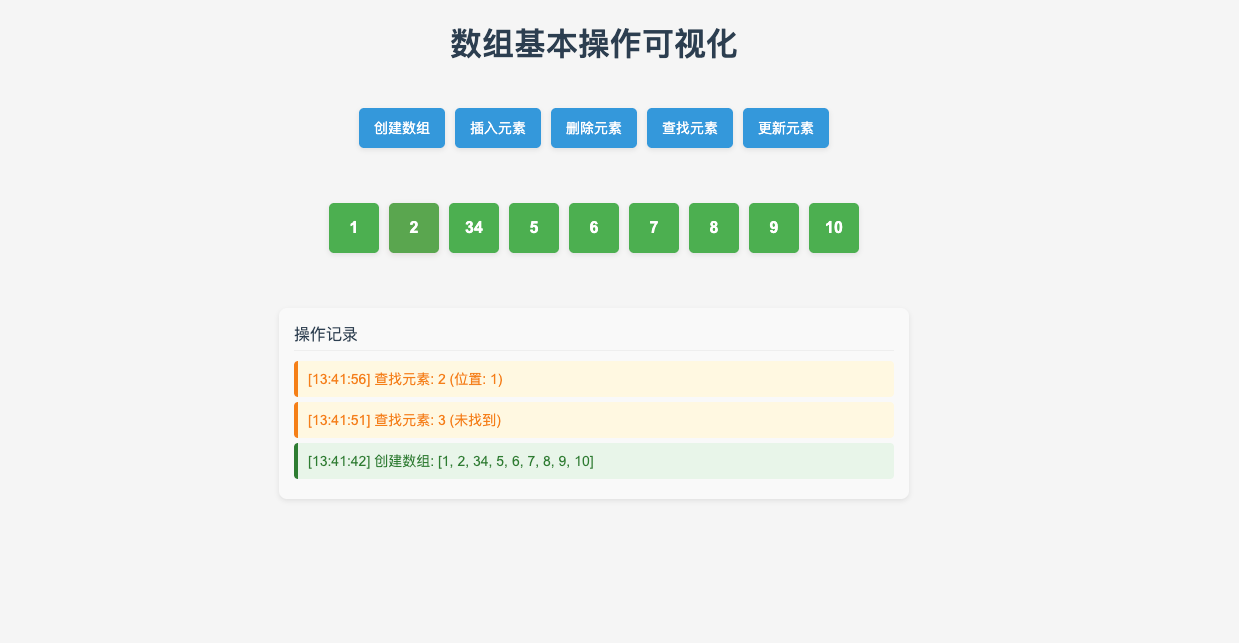 数组基本操作可视化
创建数组 插入元素 删除元素 查找元素 更新元素
1 2 34 5 6 7 8 9 10
操作记录
[13:41:56] 查找元素: 2 (位置: 1)
[13:41:51] 查找元素: 3 (未找到)
[13:41:42] 创建数组: [1, 2, 34, 5, 6, 7, 8, 9, 10]